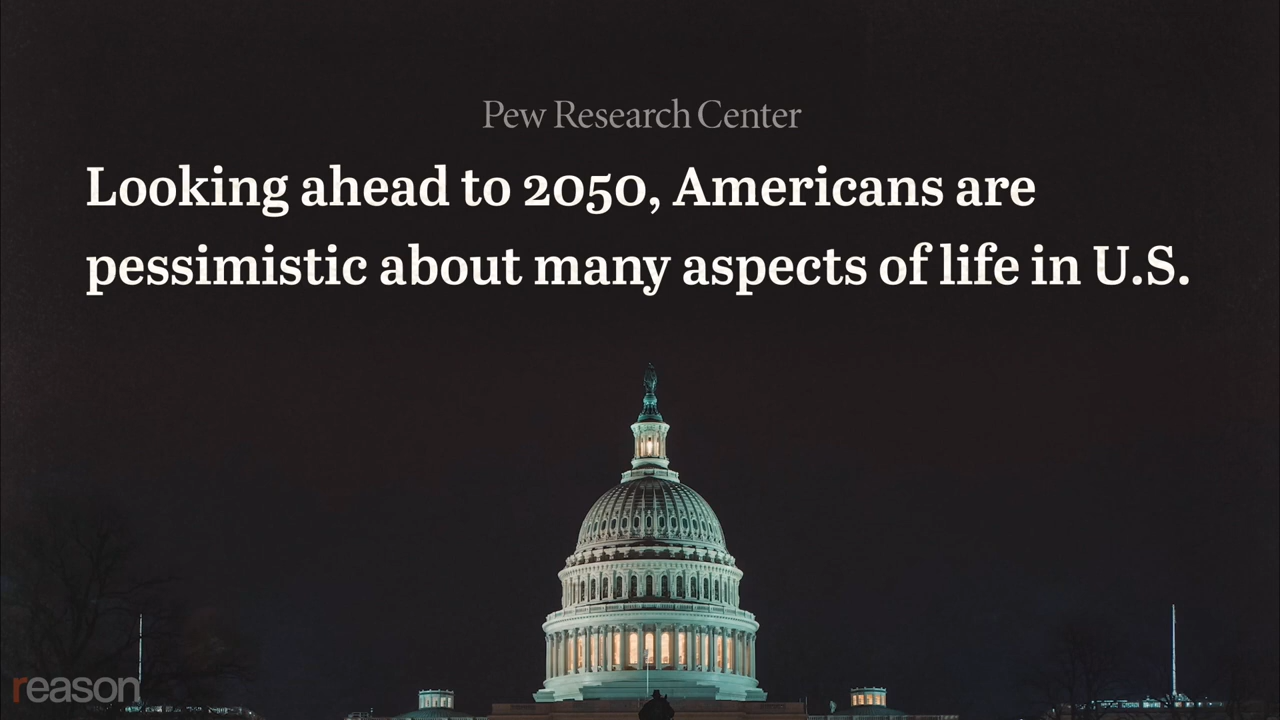 Pew Research Center
Looking ahead to 2050, Americans are
pessimistic about many aspects of life in U.S.
reason